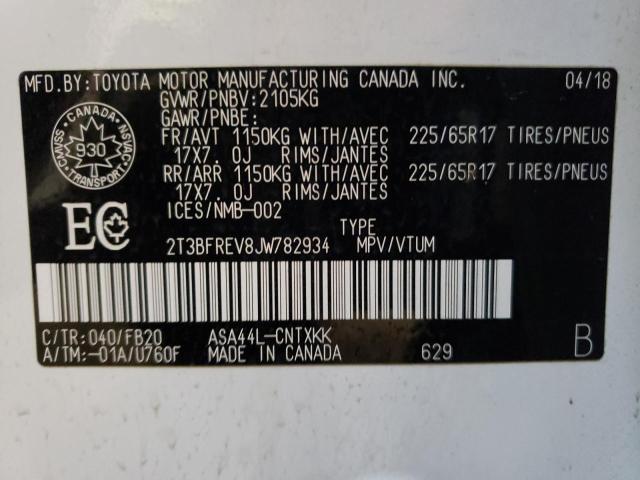 MFD.BY:TOYOTA MOTOR MANUFACTURING CANADA INC. 04/18
GVWR/PNBV:2105KG
GAWR/PNBE:
FR/AVT 1150KG WITH/AVEC 225/65R17 TIRES/PNEUS
17X7.0J RIMS/JANTES
RR/ARR 1150KG WITH/AVEC 225/65R17 TIRES/PNEUS
17X7.0J RIMS/JANTES
ICES/NMB-002
CANADA
CMVSS NSVAC
930
TRANSPORT
EC
TYPE
2T3BFREV8JW782934 MPV/VTUM
C/TR:040/FB20 ASA44L-CNTXKK
A/TM:-01A/U760F MADE IN CANADA 629 B